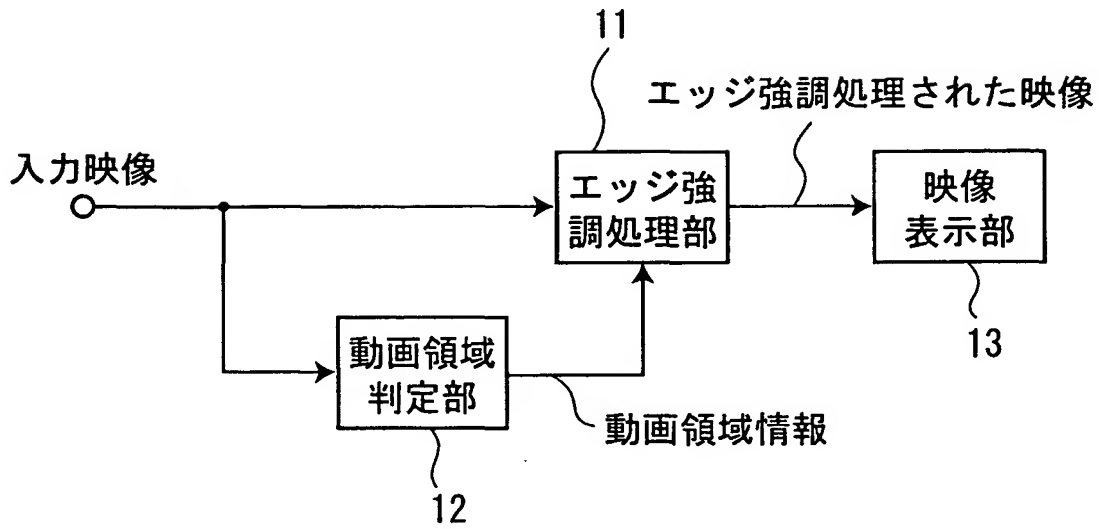 11
エッジ強調処理された映像
入力映像
エッジ強
調処理部
映像
表示部
13
動画領域
判定部
動画領域情報
12